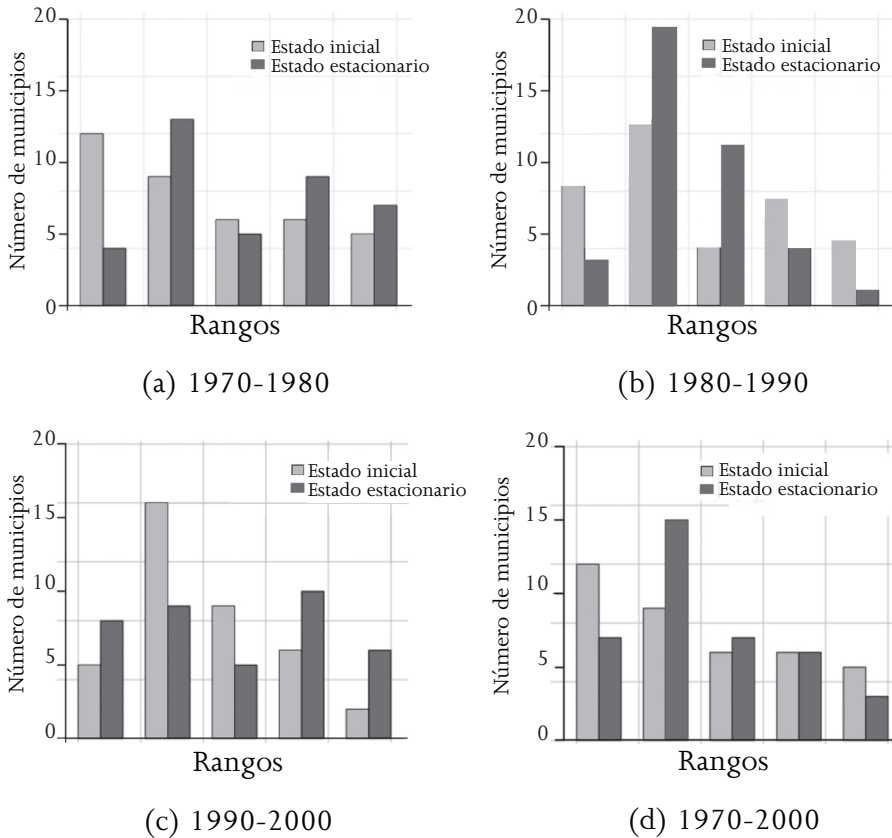 Número de municipios
20
15
10
5
0
Estado inicial
Estado estacionario
Rangos
(a) 1970-1980
Número de municipios
20
15
10
5
0
Estado inicial
Estado estacionario
Rangos
(b) 1980-1990
Número de municipios
20
15
10
5
0
Estado inicial
Estado estacionario
Rangos
(c) 1990-2000
Número de municipios
20
15
10
5
0
Estado inicial
Estado estacionario
Rangos
(d) 1970-2000